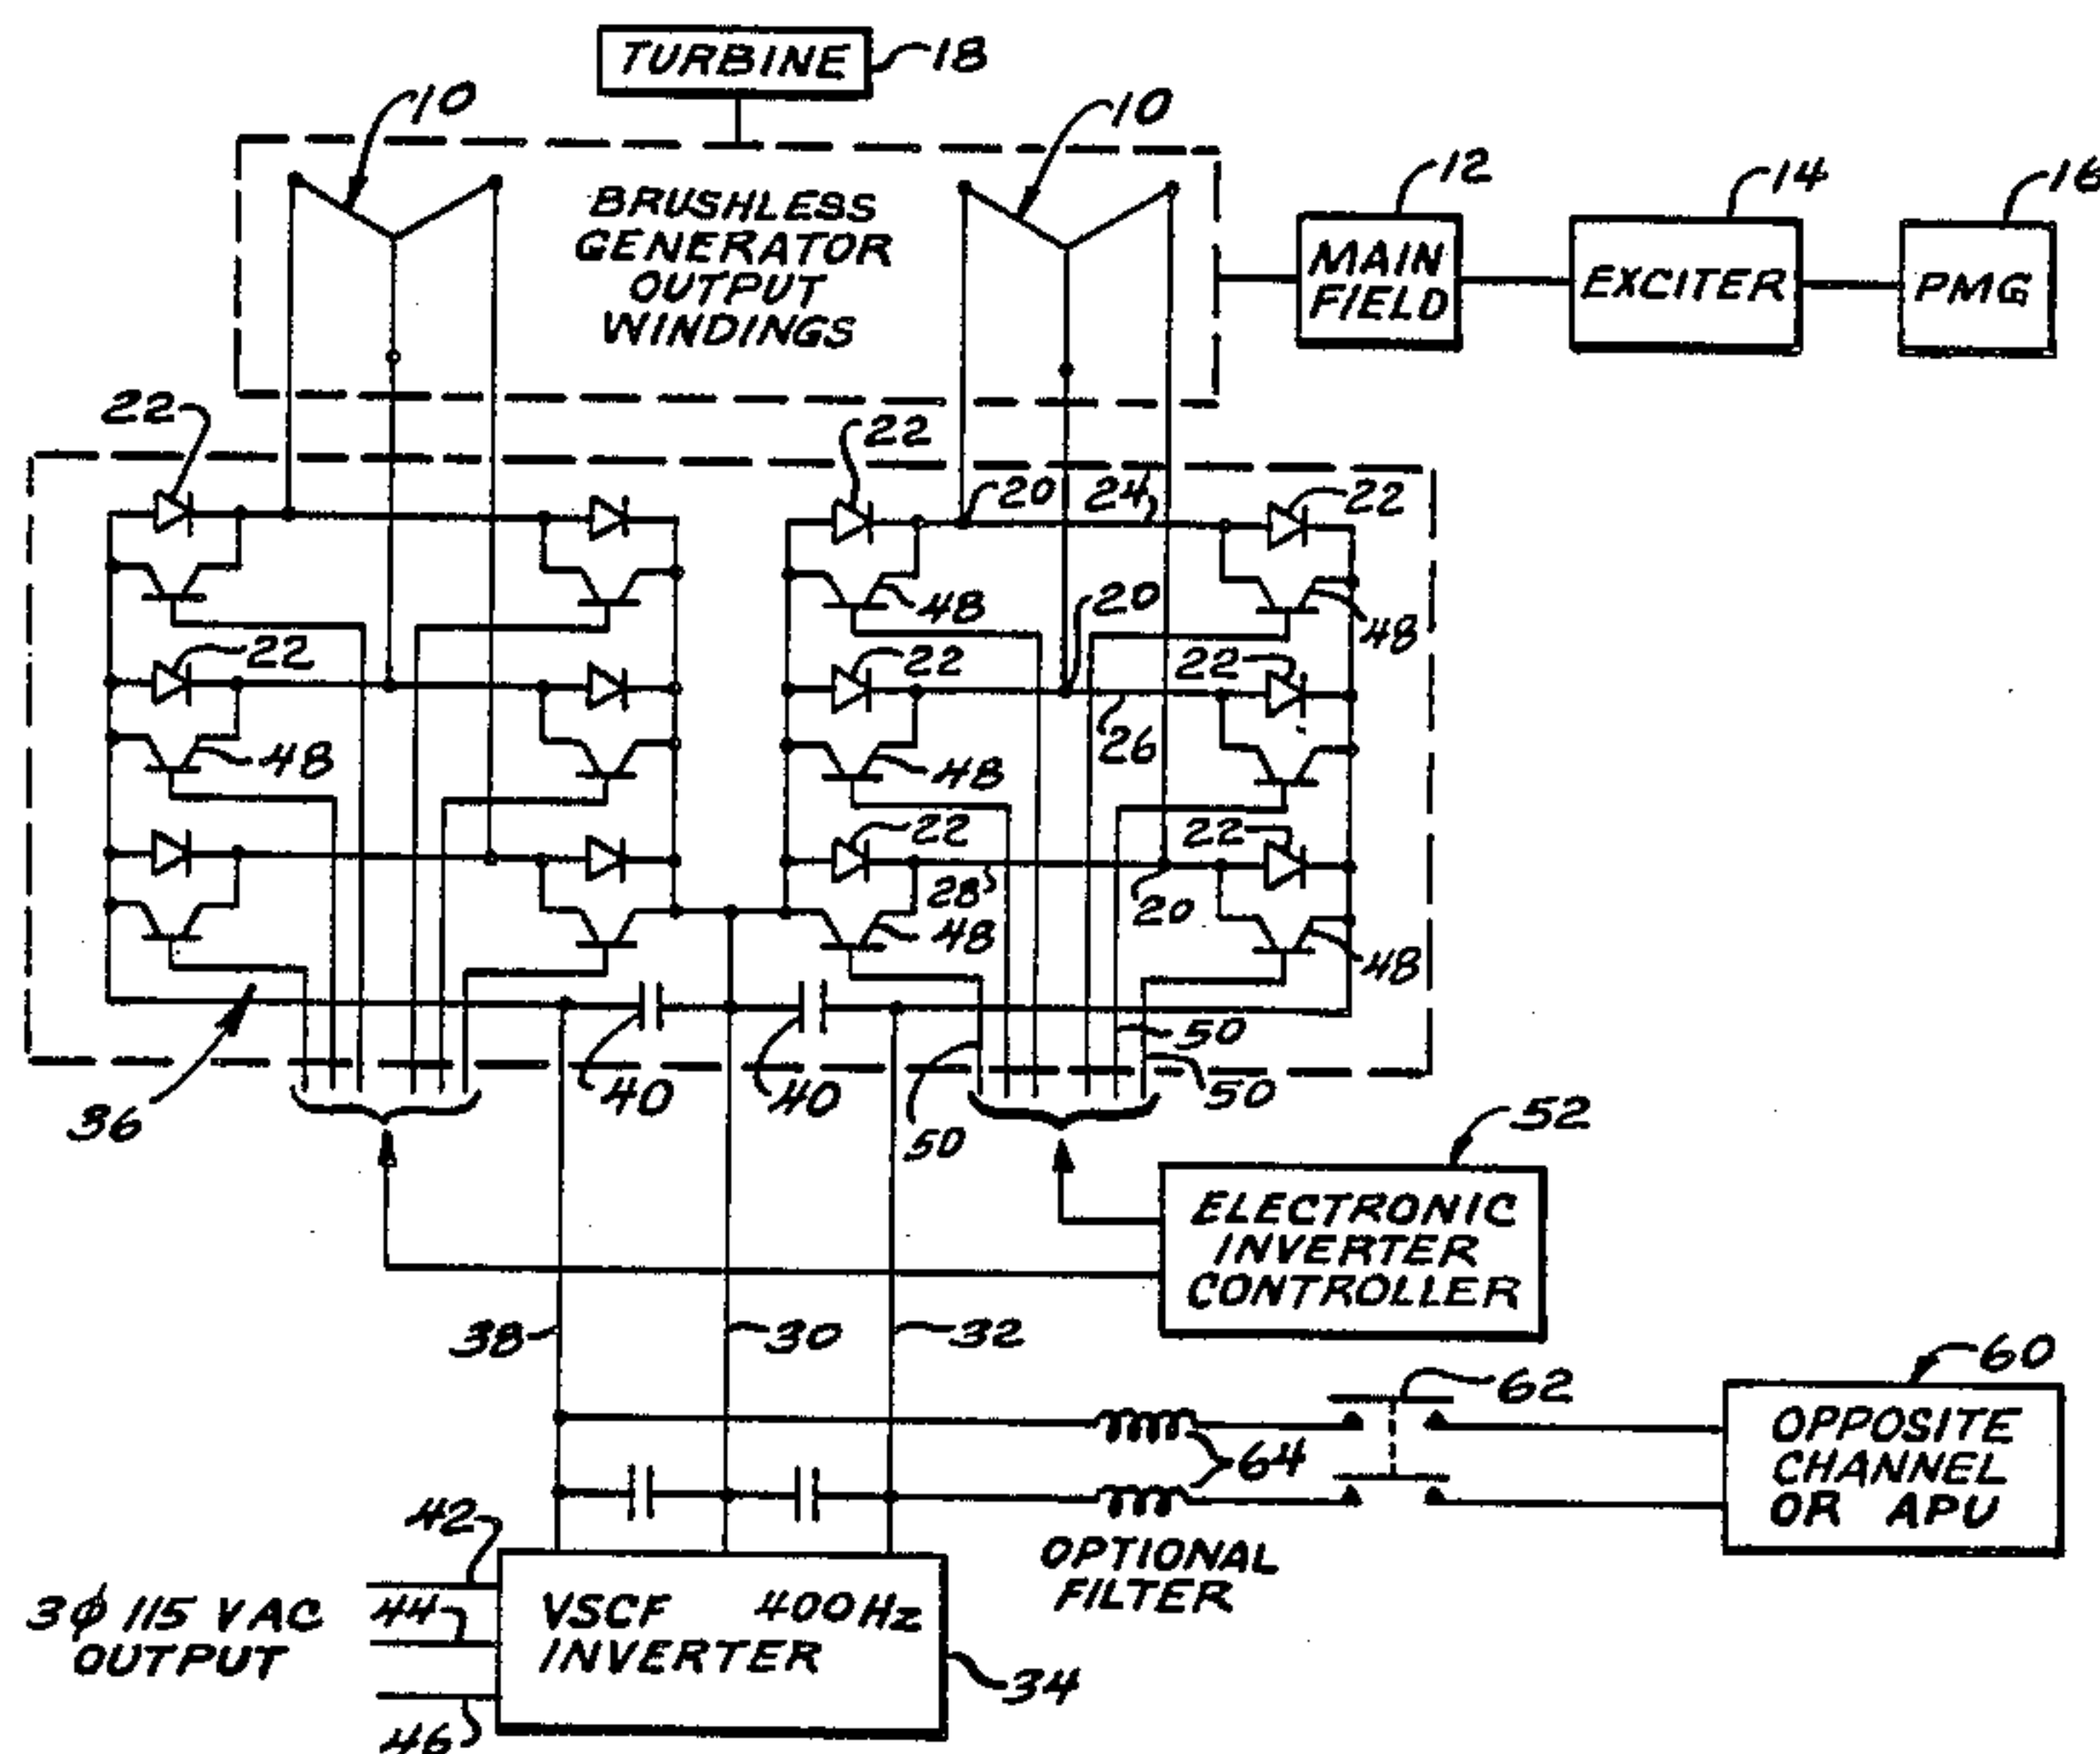 TURBINE
18
10
10
12
14
16
BRUSHLESS
GENERATOR
OUTPUT
WINDINGS
MAIN
FIELD
EXCITER
PMG
22
22
20
24
22
48
20
48
22
22
22
26
48
48
22
22
28
20
48
48
36
40
40
50
50
50
52
ELECTRONIC
INVERTER
CONTROLLER
38
30
32
62
60
64
OPPOSITE
CHANNEL
OR APU
OPTIONAL
FILTER
42
3φ 115 VAC
OUTPUT
44
46
VSCF 400Hz
INVERTER
34